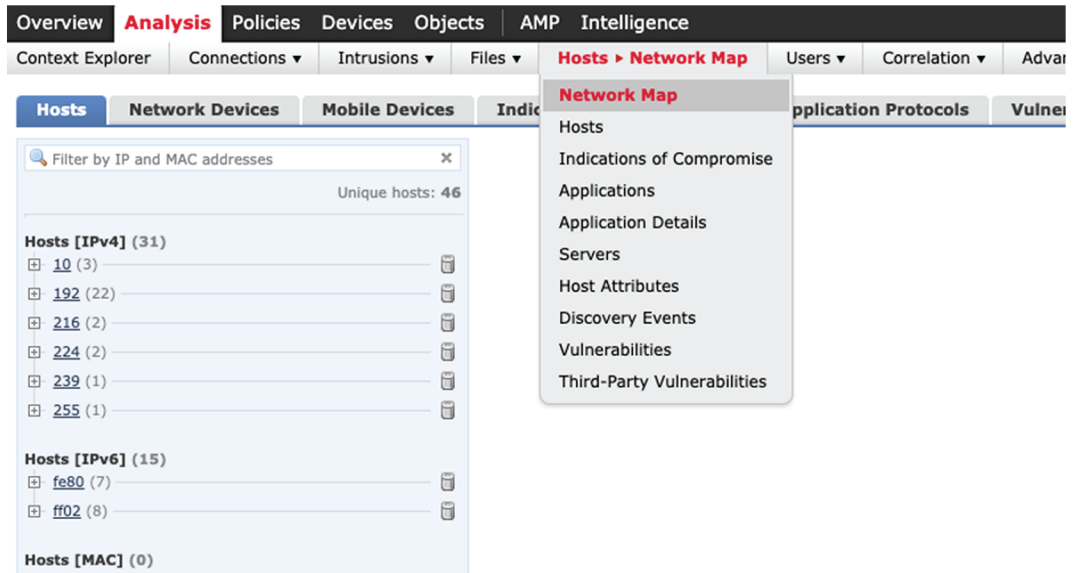 Overview Analysis Policies Devices Objects AMP Intelligence
Context Explorer Connections ▾ Intrusions ▾ Files ▾ Hosts ▸ Network Map Users ▾ Correlation ▾
Hosts Network Devices Mobile Devices Application Protocols
Filter by IP and MAC addresses
Unique hosts: 46
Hosts [IPv4] (31)
10 (3)
192 (22)
216 (2)
224 (2)
239 (1)
255 (1)
Hosts [IPv6] (15)
fe80 (7)
ff02 (8)
Hosts [MAC] (0)
Network Map
Hosts
Indications of Compromise
Applications
Application Details
Servers
Host Attributes
Discovery Events
Vulnerabilities
Third-Party Vulnerabilities